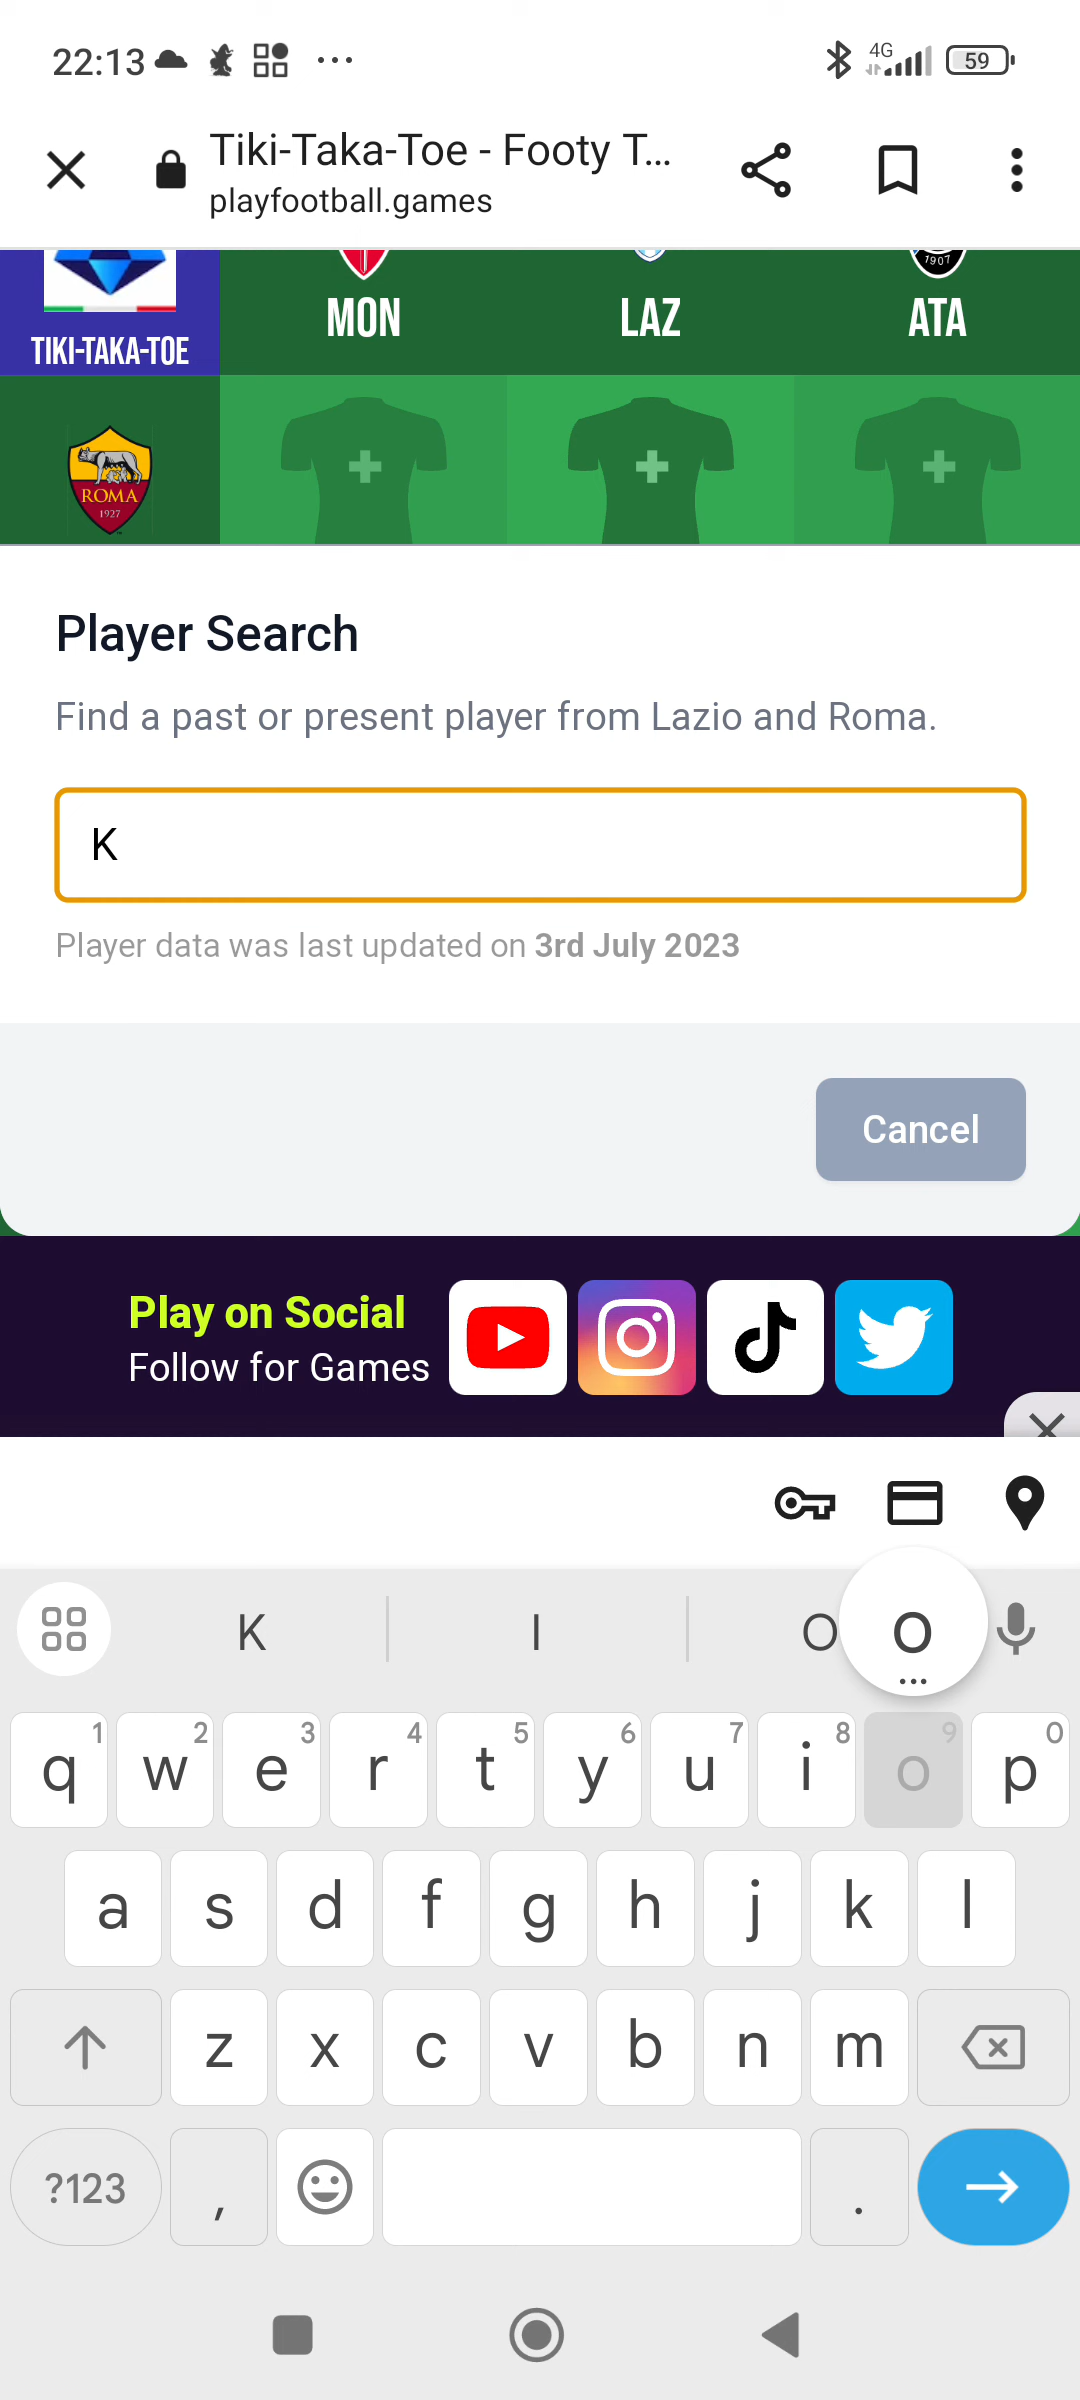 22:13 ...
4G
59
Tiki-Taka-Toe - Footy T...
playfootball.games
TIKI-TAKA-TOE
MON
LAZ
1907
ATA
ROMA
1927
Player Search
Find a past or present player from Lazio and Roma.
K
Player data was last updated on 3rd July 2023
Cancel
Play on Social
Follow for Games
K I O o
...
q 1 w 2 e 3 r 4 t 5 y 6 u 7 i 8 o 9 p 0
a s d f g h j k l
z x c v b n m
?123 , .